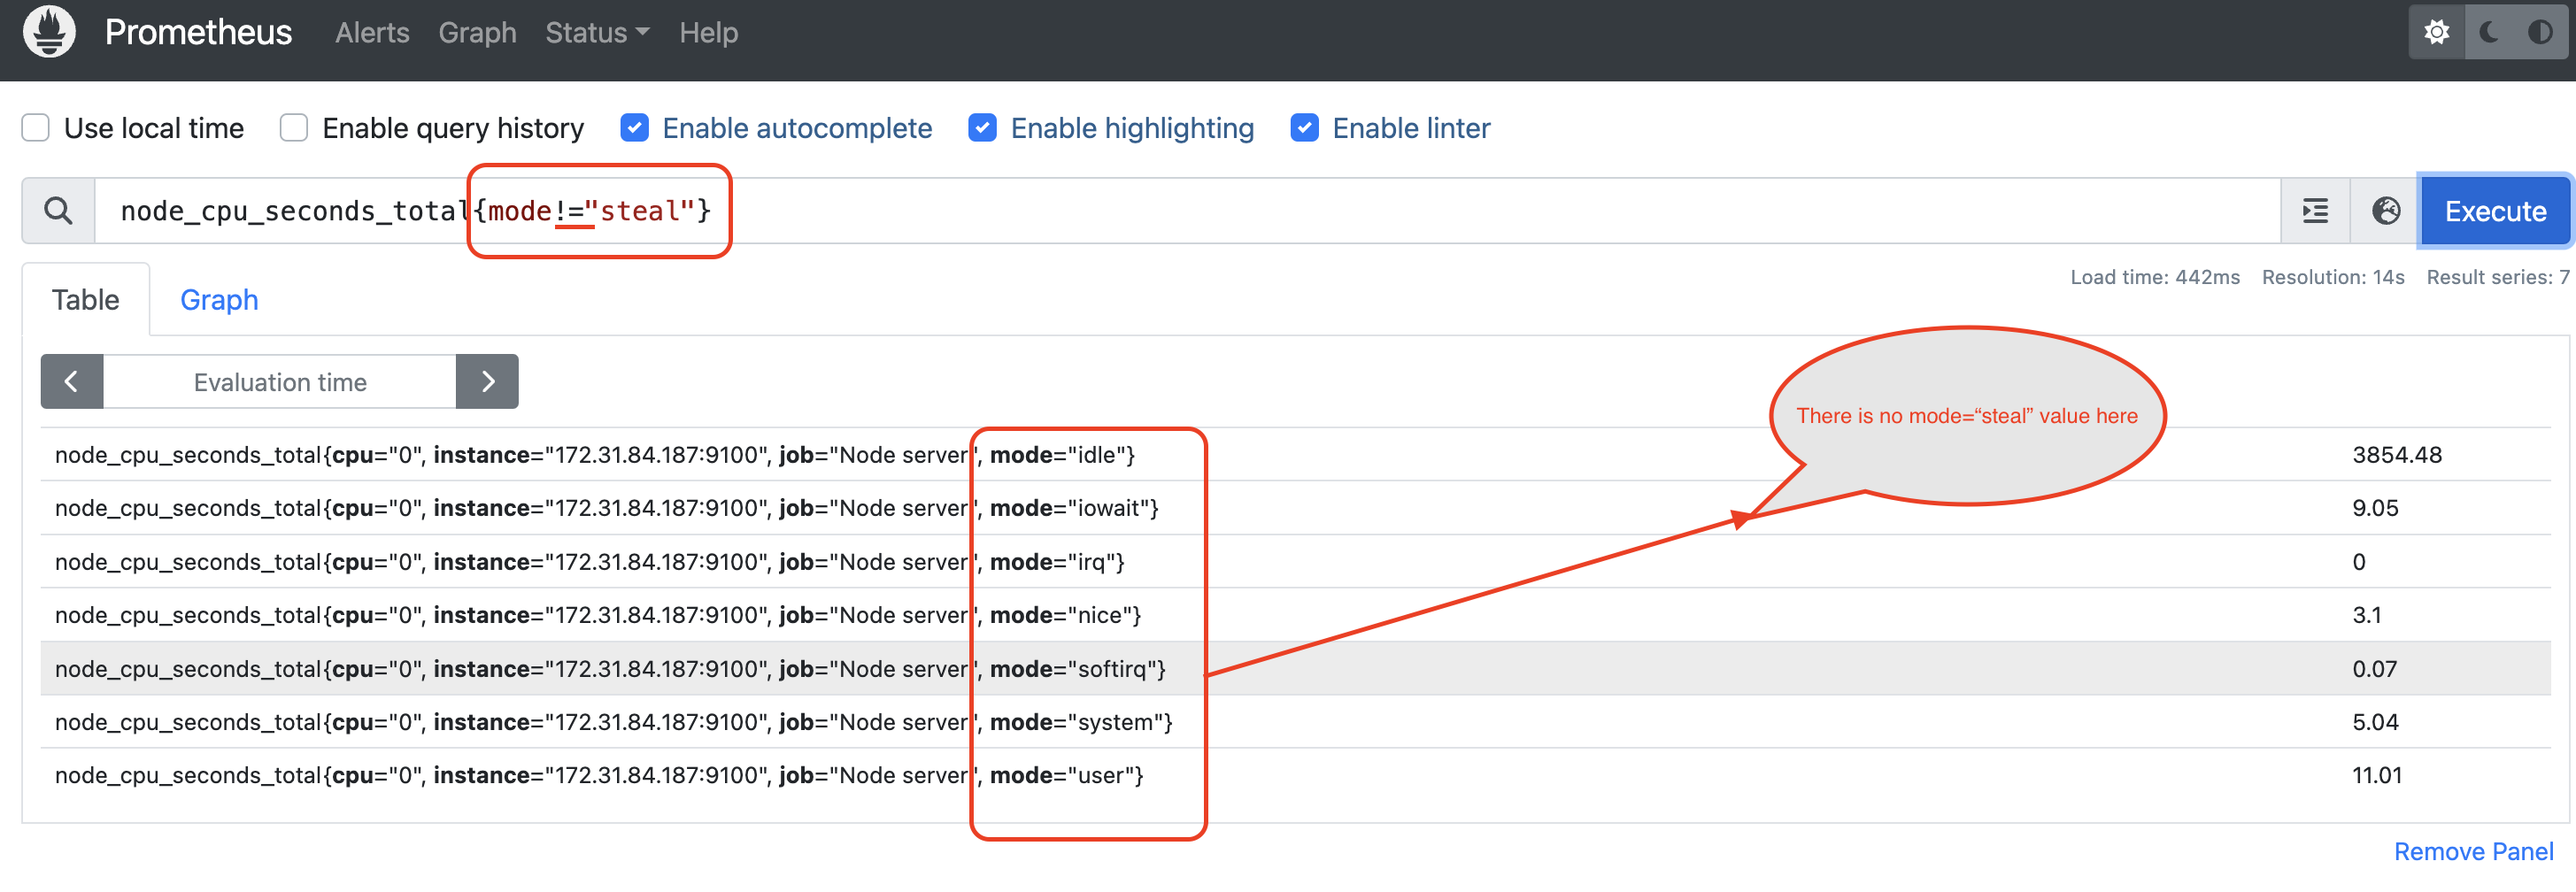 Prometheus Alerts Graph Status Help
Use local time Enable query history Enable autocomplete Enable highlighting Enable linter
node_cpu_seconds_total{mode!="steal"} Execute
Load time: 442ms Resolution: 14s Result series: 7
Table Graph
Evaluation time
There is no mode=“steal” value here
node_cpu_seconds_total{cpu="0", instance="172.31.84.187:9100", job="Node server", mode="idle"} 3854.48
node_cpu_seconds_total{cpu="0", instance="172.31.84.187:9100", job="Node server", mode="iowait"} 9.05
node_cpu_seconds_total{cpu="0", instance="172.31.84.187:9100", job="Node server", mode="irq"} 0
node_cpu_seconds_total{cpu="0", instance="172.31.84.187:9100", job="Node server", mode="nice"} 3.1
node_cpu_seconds_total{cpu="0", instance="172.31.84.187:9100", job="Node server", mode="softirq"} 0.07
node_cpu_seconds_total{cpu="0", instance="172.31.84.187:9100", job="Node server", mode="system"} 5.04
node_cpu_seconds_total{cpu="0", instance="172.31.84.187:9100", job="Node server", mode="user"} 11.01
Remove Panel